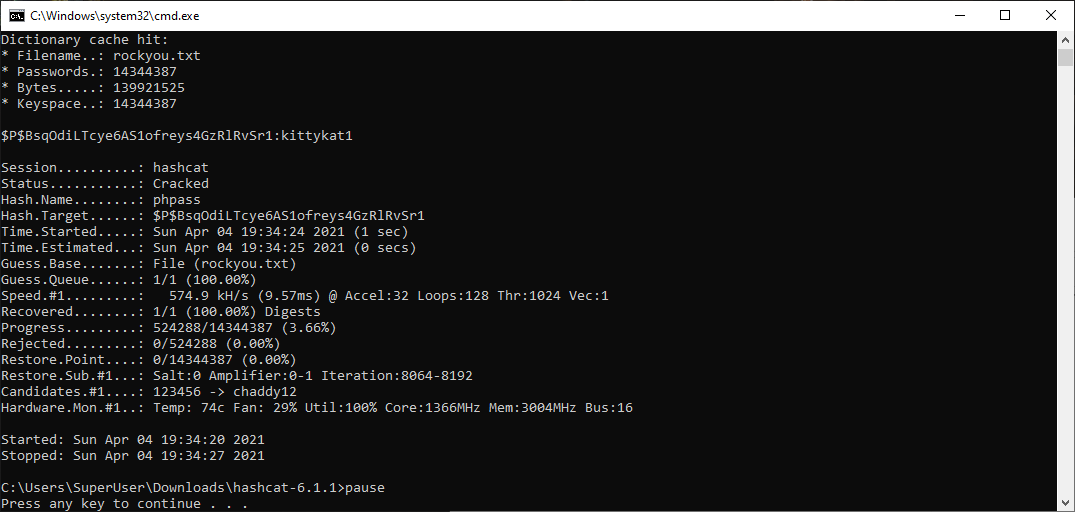 C:\Windows\system32\cmd.exe
Dictionary cache hit:
* Filename..: rockyou.txt
* Passwords.: 14344387
* Bytes.....: 139921525
* Keyspace..: 14344387
$P$BsqOdiLTcye6AS1ofreys4GzRlRvSr1:kittykat1
Session..........: hashcat
Status...........: Cracked
Hash.Name........: phpass
Hash.Target......: $P$BsqOdiLTcye6AS1ofreys4GzRlRvSr1
Time.Started.....: Sun Apr 04 19:34:24 2021 (1 sec)
Time.Estimated...: Sun Apr 04 19:34:25 2021 (0 secs)
Guess.Base.......: File (rockyou.txt)
Guess.Queue......: 1/1 (100.00%)
Speed.#1.........:   574.9 kH/s (9.57ms) @ Accel:32 Loops:128 Thr:1024 Vec:1
Recovered........: 1/1 (100.00%) Digests
Progress.........: 524288/14344387 (3.66%)
Rejected.........: 0/524288 (0.00%)
Restore.Point....: 0/14344387 (0.00%)
Restore.Sub.#1...: Salt:0 Amplifier:0-1 Iteration:8064-8192
Candidates.#1....: 123456 -> chaddy12
Hardware.Mon.#1..: Temp: 74c Fan: 29% Util:100% Core:1366MHz Mem:3004MHz Bus:16
Started: Sun Apr 04 19:34:20 2021
Stopped: Sun Apr 04 19:34:27 2021
C:\Users\SuperUser\Downloads\hashcat-6.1.1>pause
Press any key to continue . . .